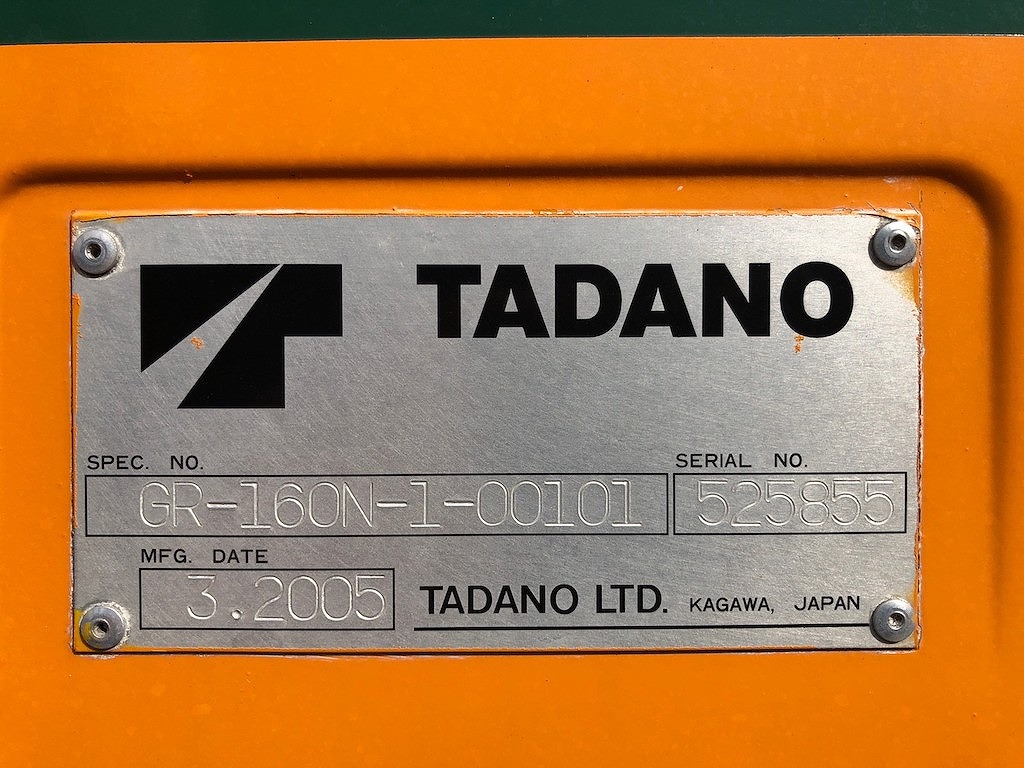 TADANO
SPEC. NO.
SERIAL NO.
GR-160N-1-00101
525855
MFG. DATE
3.2005
TADANO LTD. KAGAWA, JAPAN